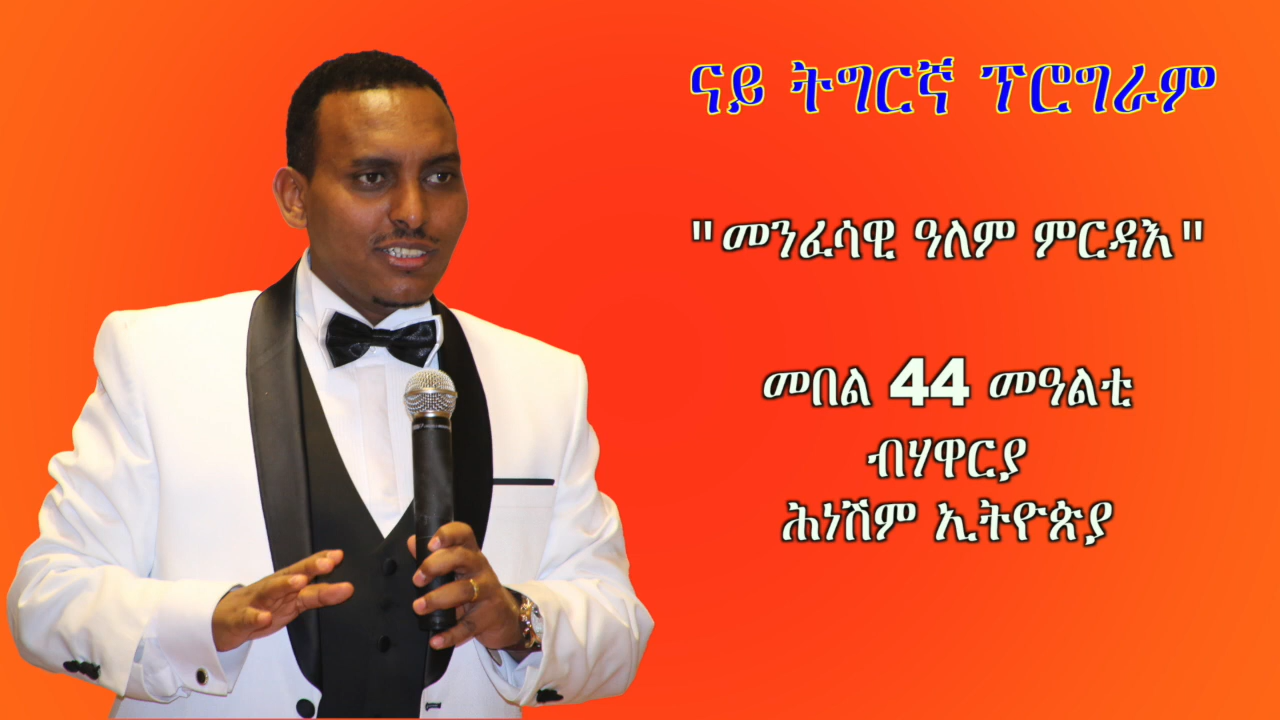 ናይ ትግርኛ ፕሮግራም
"መንፈሳዊ ዓለም ምርዳእ"
መበል 44 መዓልቲ
ብሃዋርያ
ሕነሽም ኢትዮጵያ